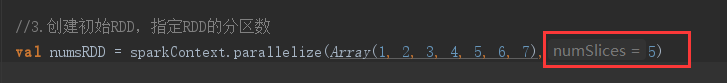 //3.创建初始RDD，指定RDD的分区数
val numsRDD = sparkContext.parallelize(Array(1, 2, 3, 4, 5, 6, 7), numSlices = 5)